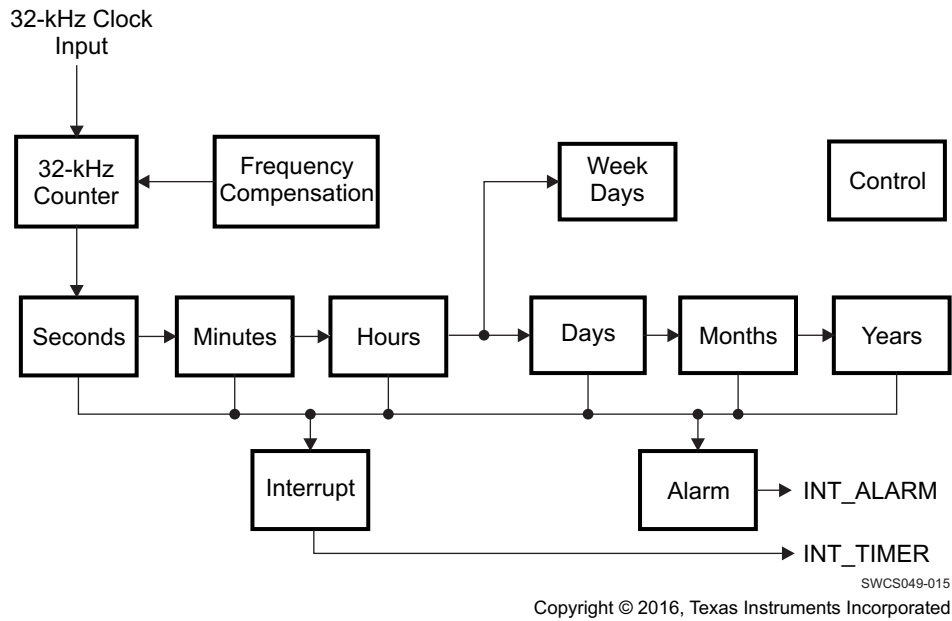 32-kHz Clock
Input
32-kHz
Counter
Frequency
Compensation
Week
Days
Control
Seconds
Minutes
Hours
Days
Months
Years
Interrupt
Alarm
INT_ALARM
INT_TIMER
SWCS049-015
Copyright © 2016, Texas Instruments Incorporated